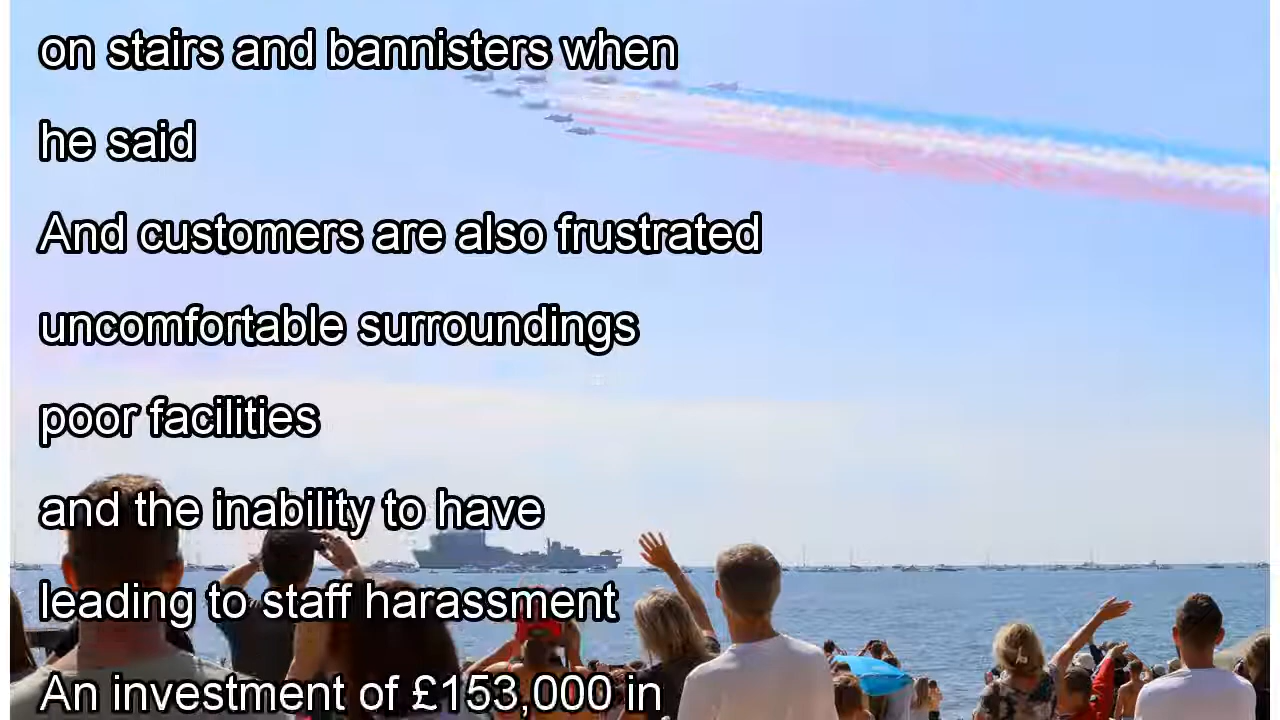 on stairs and bannisters when
he said
And customers are also frustrated
uncomfortable surroundings
poor facilities
and the inability to have
leading to staff harassment
An investment of £153,000 in